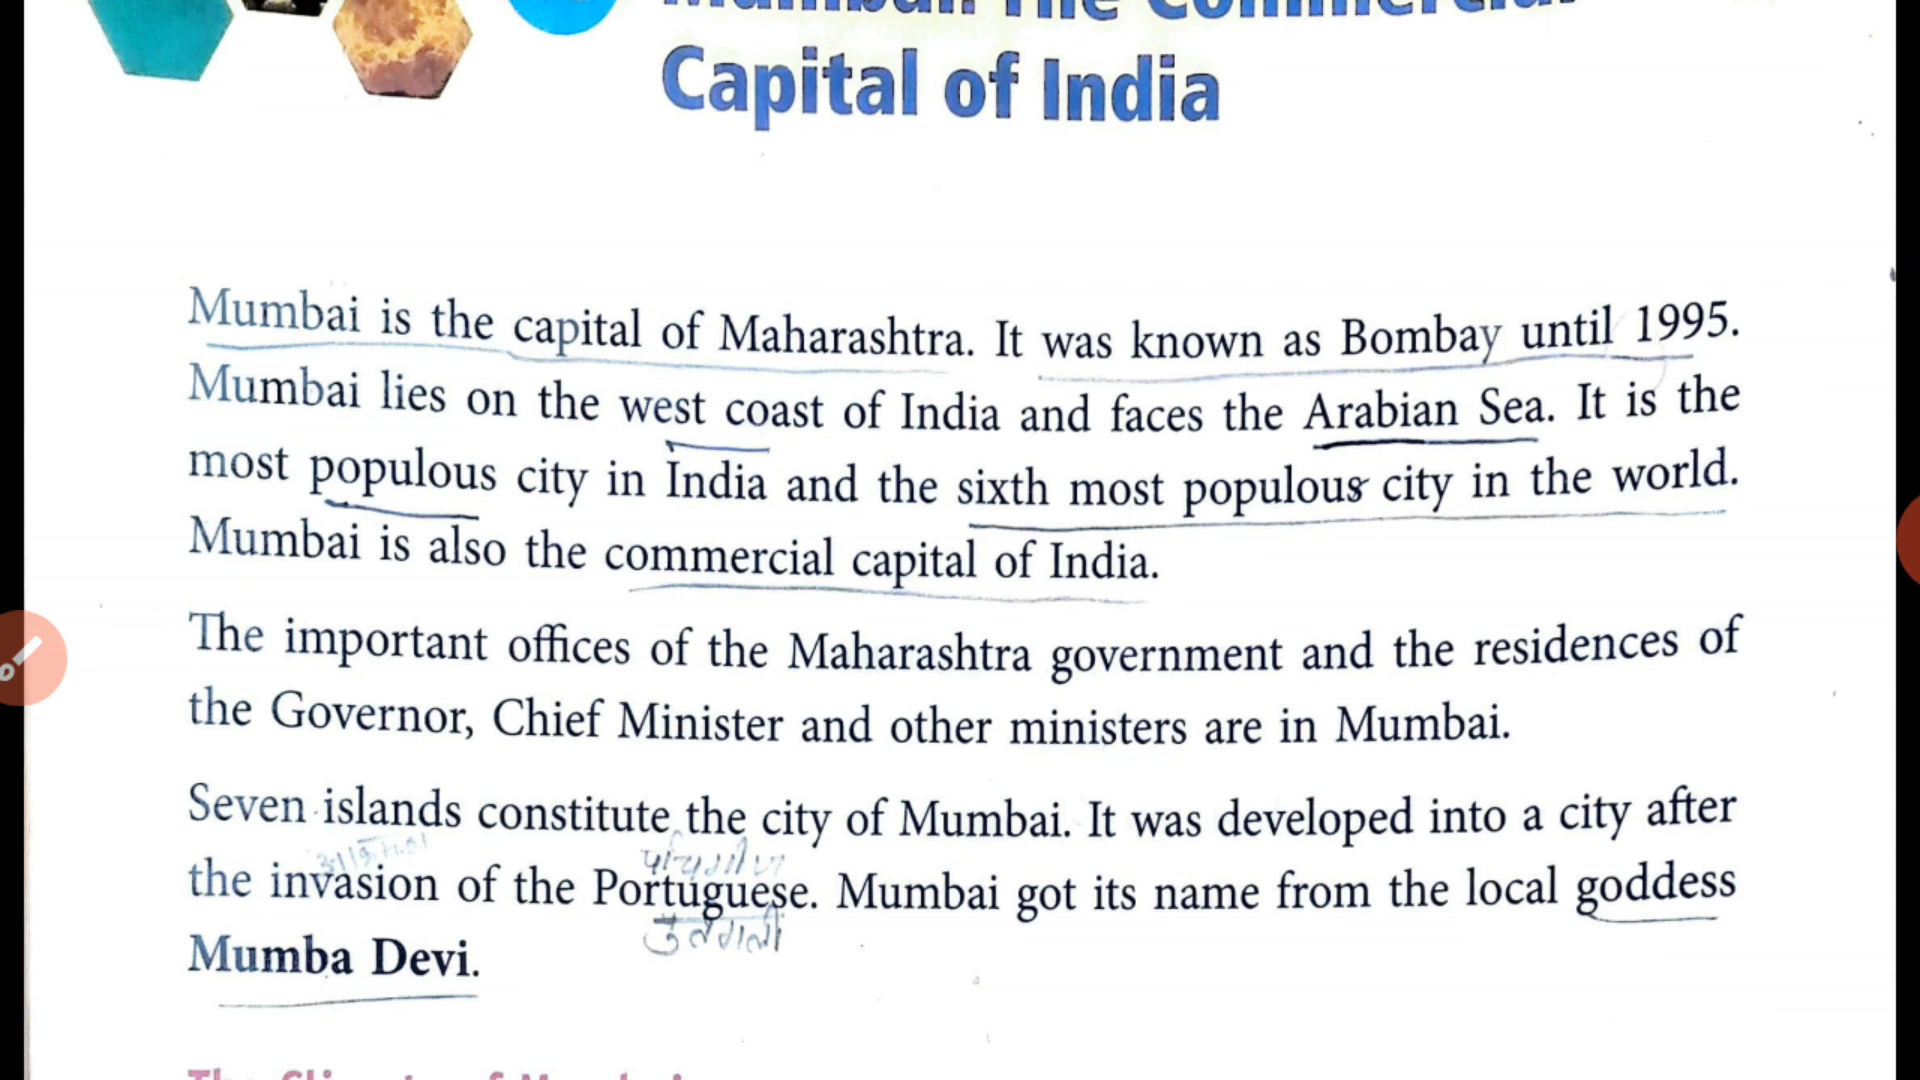 Mumbai: The Commercial
Capital of India
Mumbai is the capital of Maharashtra. It was known as Bombay until 1995.
Mumbai lies on the west coast of India and faces the Arabian Sea. It is the
most populous city in India and the sixth most populous city in the world.
Mumbai is also the commercial capital of India.
The important offices of the Maharashtra government and the residences of
the Governor, Chief Minister and other ministers are in Mumbai.
Seven islands constitute the city of Mumbai. It was developed into a city after
the invasion of the Portuguese. Mumbai got its name from the local goddess
Mumba Devi.